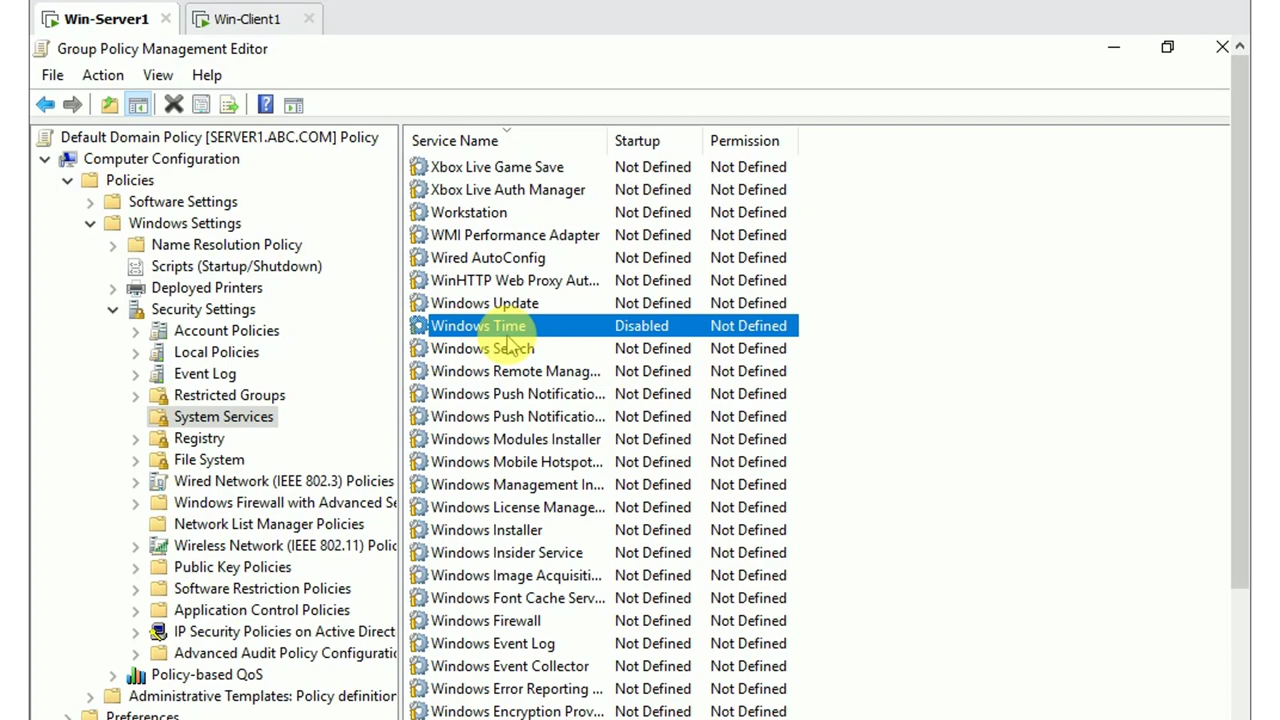 Win-Server1
Win-Client1
Group Policy Management Editor
File Action View Help
Default Domain Policy [SERVER1.ABC.COM] Policy
Computer Configuration
Policies
Software Settings
Windows Settings
Name Resolution Policy
Scripts (Startup/Shutdown)
Deployed Printers
Security Settings
Account Policies
Local Policies
Event Log
Restricted Groups
System Services
Registry
File System
Wired Network (IEEE 802.3) Policies
Windows Firewall with Advanced Se
Network List Manager Policies
Wireless Network (IEEE 802.11) Polic
Public Key Policies
Software Restriction Policies
Application Control Policies
IP Security Policies on Active Direct
Advanced Audit Policy Configuratio
Policy-based QoS
Administrative Templates: Policy definition
Preferences
Service Name Startup Permission
Xbox Live Game Save Not Defined Not Defined
Xbox Live Auth Manager Not Defined Not Defined
Workstation Not Defined Not Defined
WMI Performance Adapter Not Defined Not Defined
Wired AutoConfig Not Defined Not Defined
WinHTTP Web Proxy Aut... Not Defined Not Defined
Windows Update Not Defined Not Defined
Windows Time Disabled Not Defined
Windows Search Not Defined Not Defined
Windows Remote Manag... Not Defined Not Defined
Windows Push Notificatio... Not Defined Not Defined
Windows Push Notificatio... Not Defined Not Defined
Windows Modules Installer Not Defined Not Defined
Windows Mobile Hotspot... Not Defined Not Defined
Windows Management In... Not Defined Not Defined
Windows License Manage... Not Defined Not Defined
Windows Installer Not Defined Not Defined
Windows Insider Service Not Defined Not Defined
Windows Image Acquisiti... Not Defined Not Defined
Windows Font Cache Serv... Not Defined Not Defined
Windows Firewall Not Defined Not Defined
Windows Event Log Not Defined Not Defined
Windows Event Collector Not Defined Not Defined
Windows Error Reporting ... Not Defined Not Defined
Windows Encryption Prov... Not Defined Not Defined